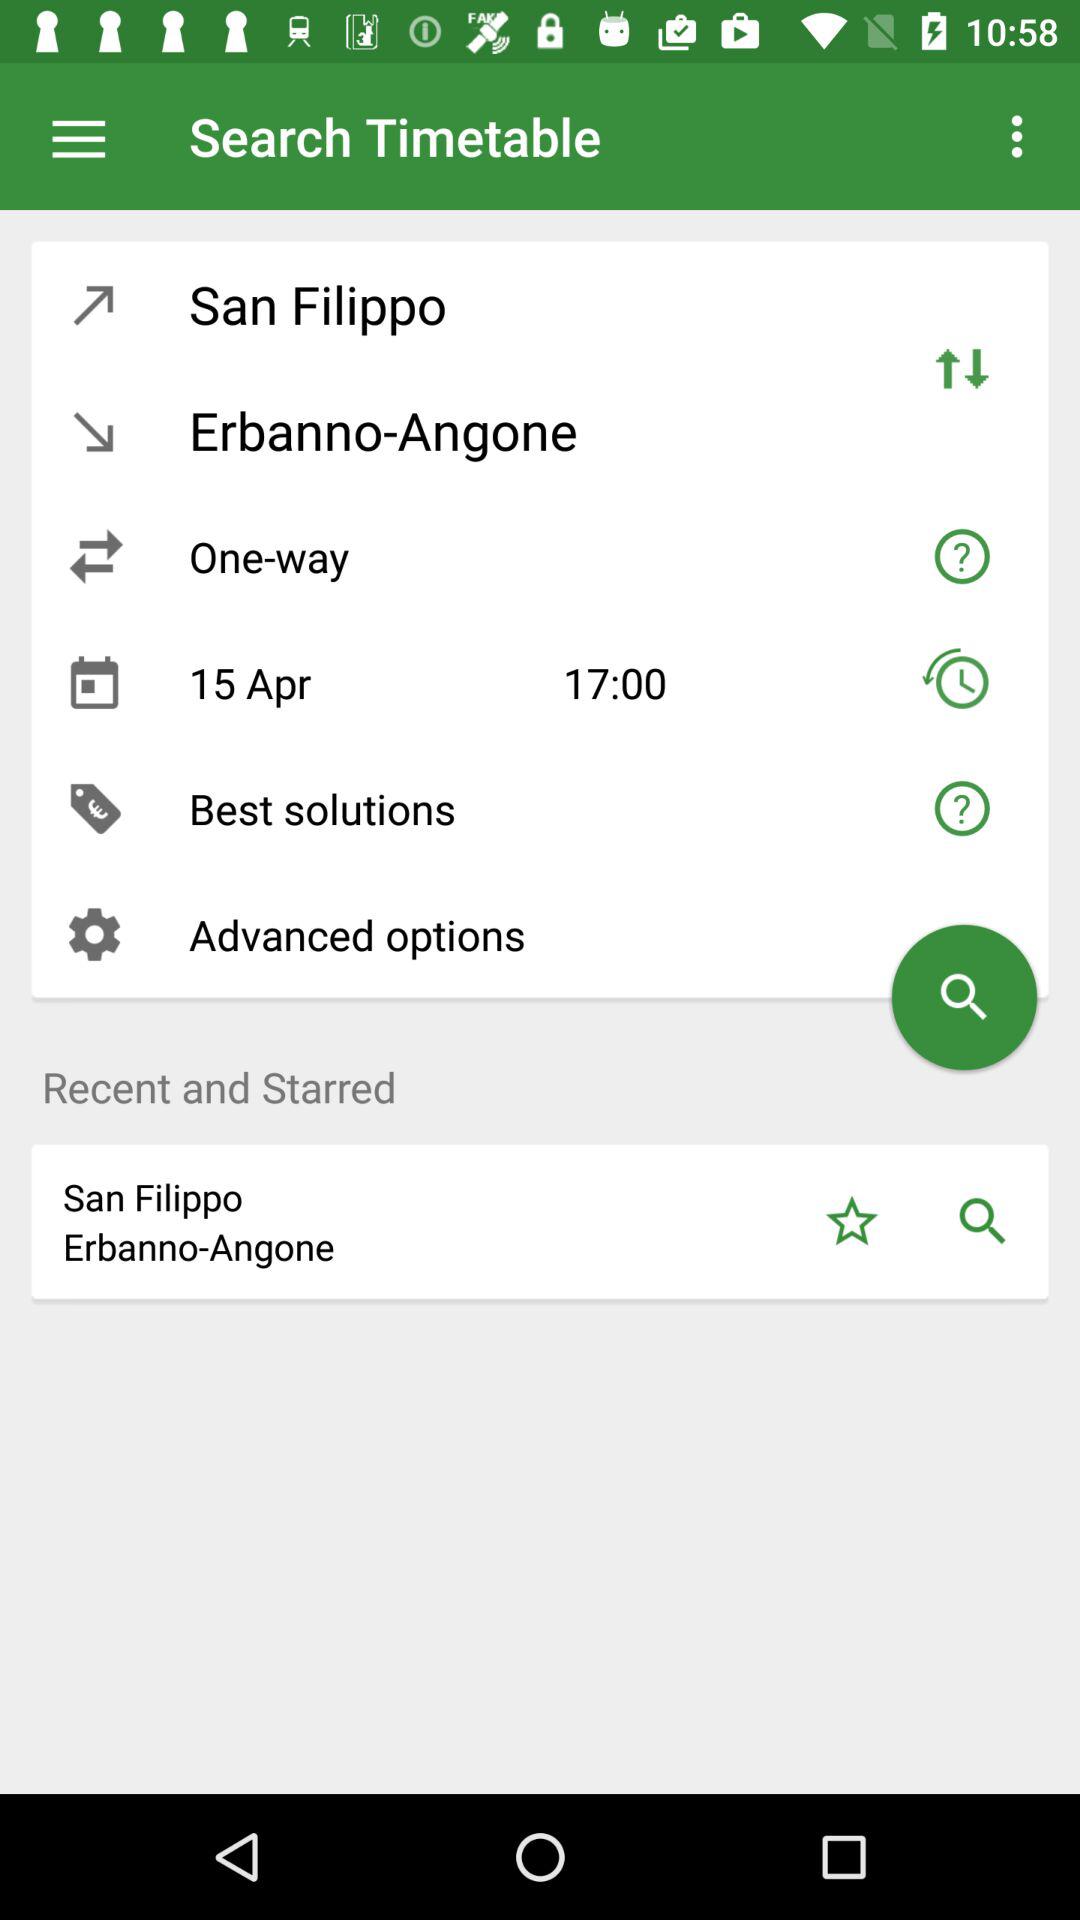 FAKE 10:58
Search Timetable
San Filippo
Erbanno-Angone
One-way
15 Apr 17:00
Best solutions
Advanced options
Recent and Starred
San Filippo
Erbanno-Angone